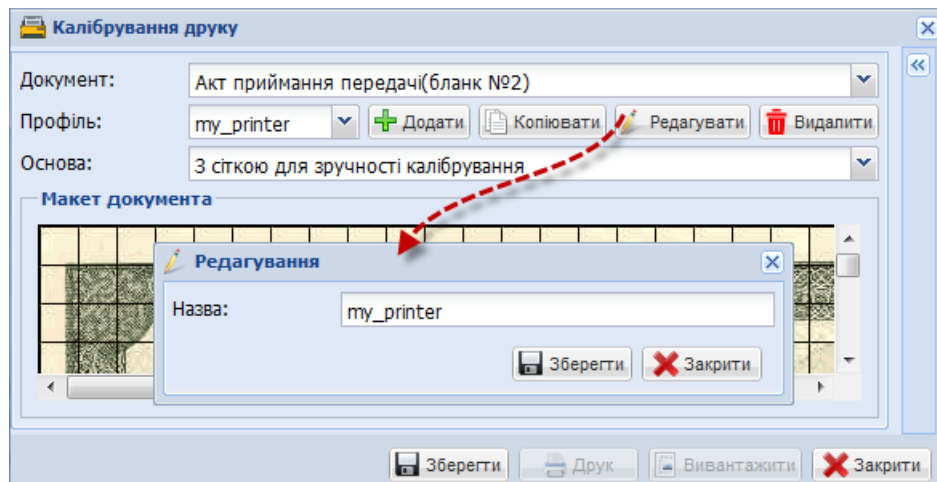 Калібрування друку
Документ: Акт приймання передачі(бланк №2)
Профіль: my_printer Додати Копіювати Редагувати Видалити
Основа: З сіткою для зручності калібрування
Макет документа
Редагування
Назва: my_printer
Зберегти Закрити
Зберегти Друк Вивантажити Закрити